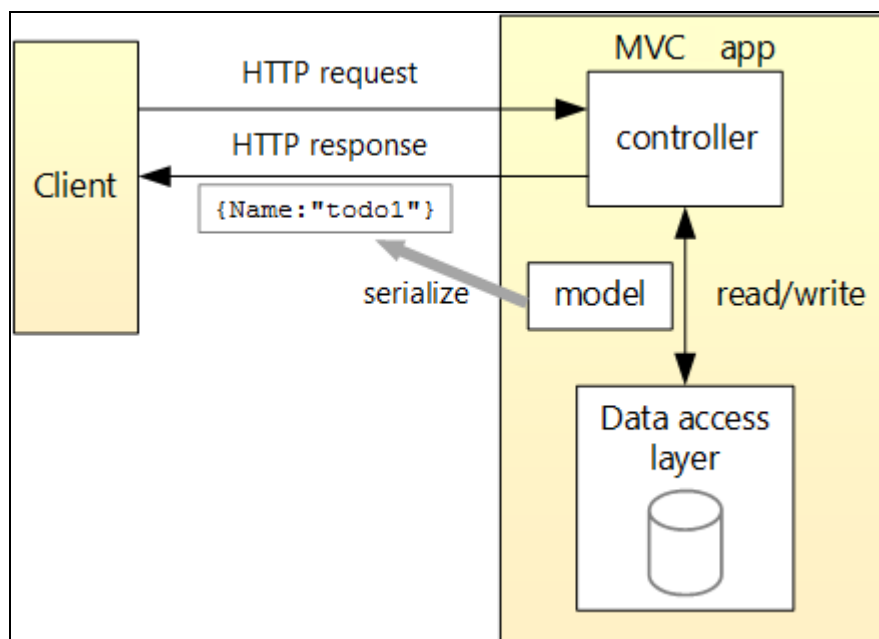 MVC app
HTTP request
controller
HTTP response
Client
{Name:"todo1"}
serialize
model
read/write
Data access
layer